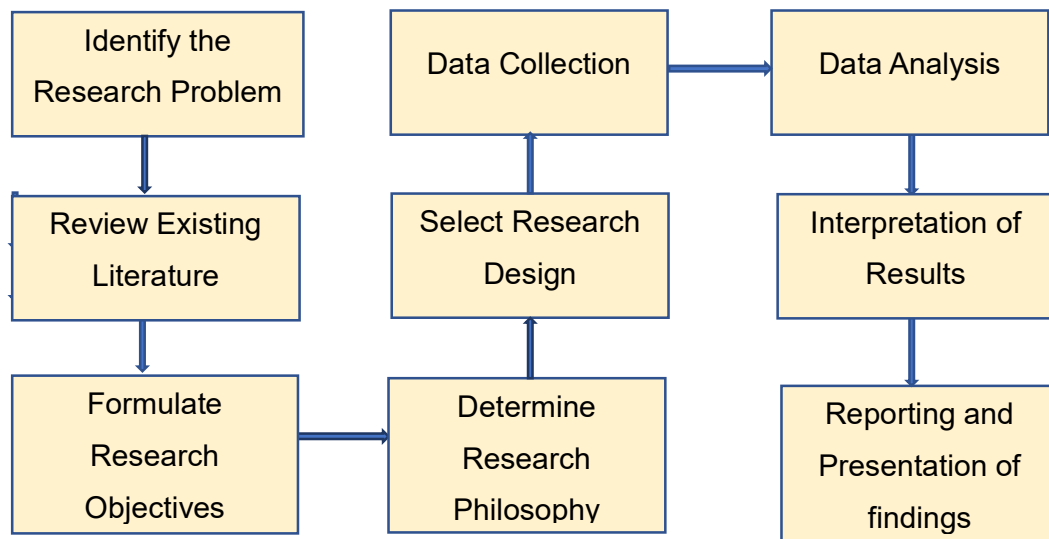 Identify the
Research Problem
Review Existing
Literature
Formulate
Research
Objectives
Determine
Research
Philosophy
Select Research
Design
Data Collection
Data Analysis
Interpretation of
Results
Reporting and
Presentation of
findings